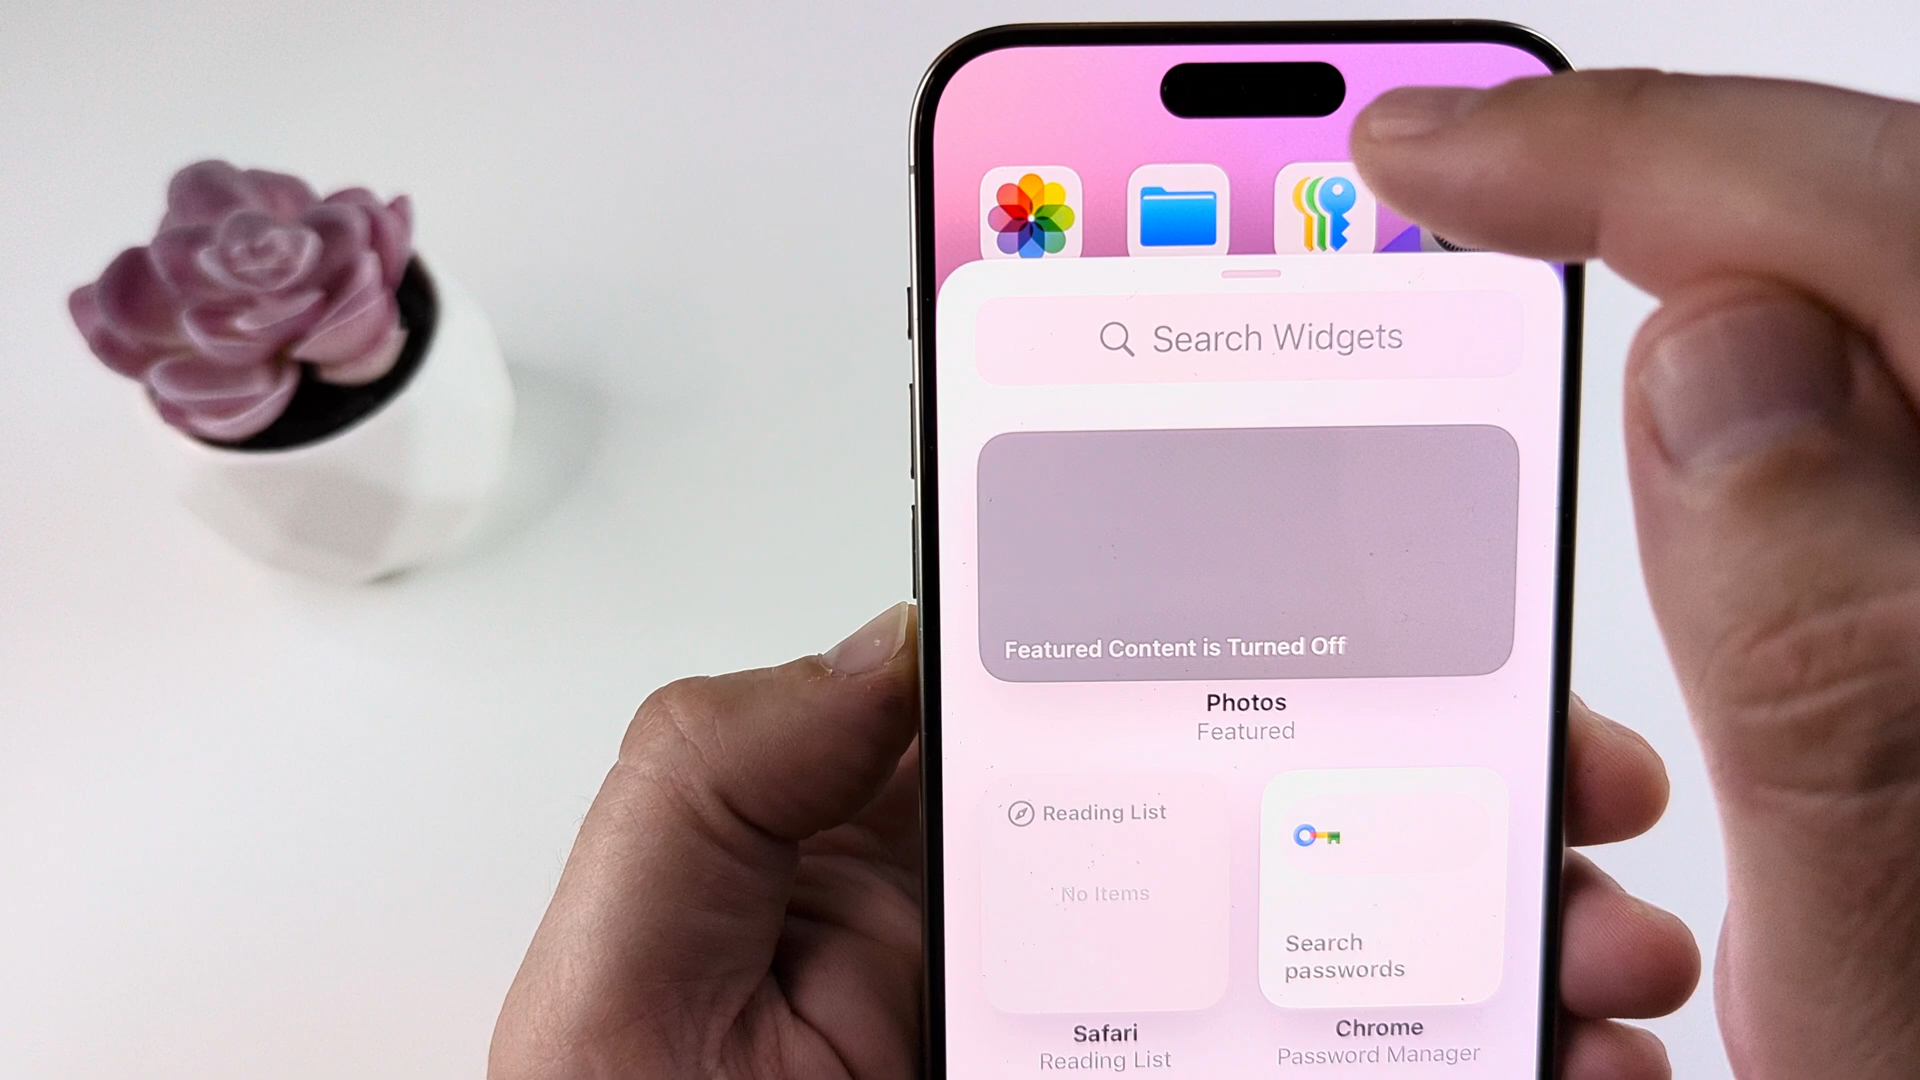 Search Widgets
Featured Content is Turned Off
Photos
Featured
Reading List
No Items
Search
passwords
Safari
Reading List
Chrome
Password Manager